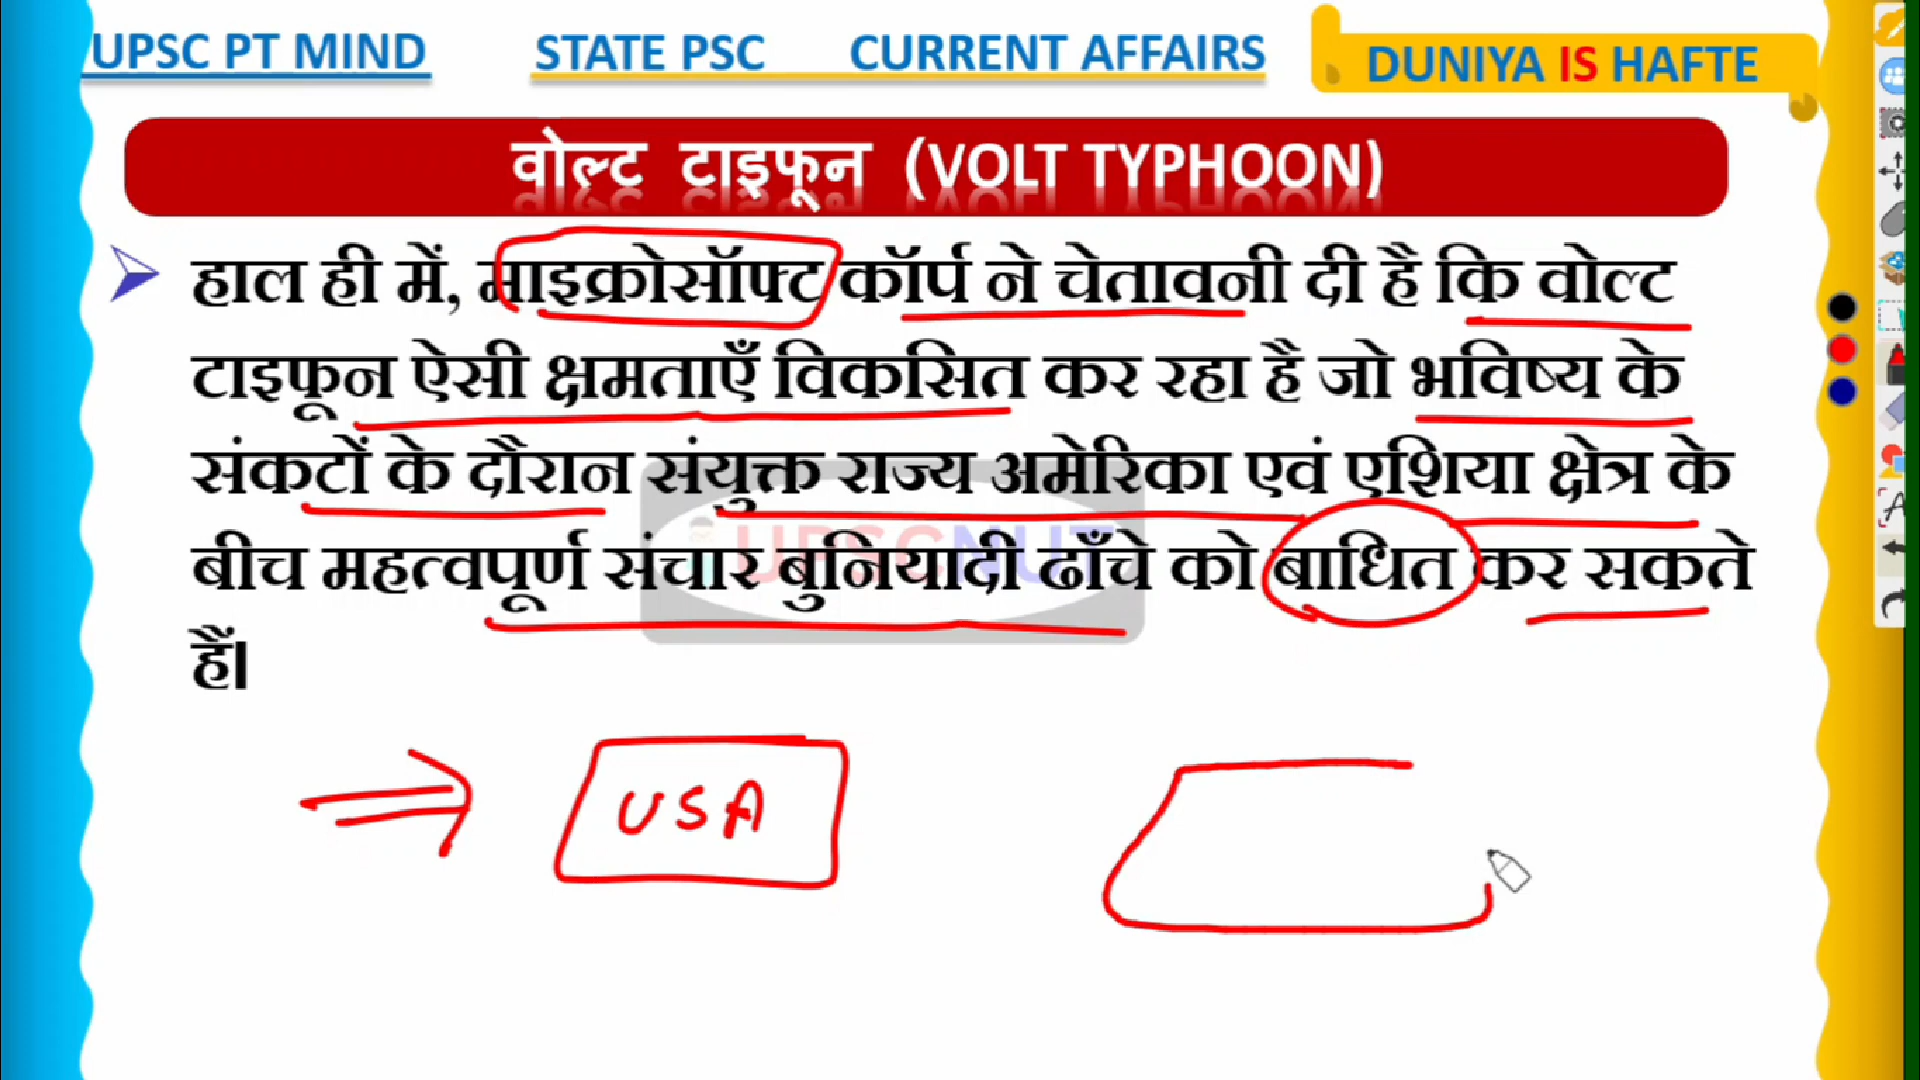 UPSC PT MIND STATE PSC CURRENT AFFAIRS DUNIYA IS HAFTE
वोल्ट टाइफून (VOLT TYPHOON)
हाल ही में, माइक्रोसॉफ्ट कॉर्प ने चेतावनी दी है कि वोल्ट
टाइफून ऐसी क्षमताएँ विकसित कर रहा है जो भविष्य के
संकटों के दौरान संयुक्त राज्य अमेरिका एवं एशिया क्षेत्र के
बीच महत्वपूर्ण संचार बुनियादी ढाँचे को बाधित कर सकते
हैं।
UPSCNUT
USA